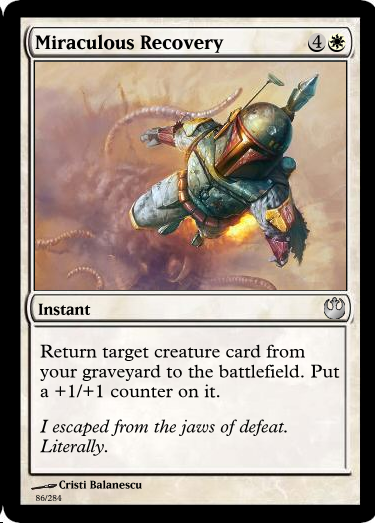 Miraculous Recovery 4
Instant
Return target creature card from
your graveyard to the battlefield. Put
a +1/+1 counter on it.
I escaped from the jaws of defeat.
Literally.
Cristi Balanescu
86/284